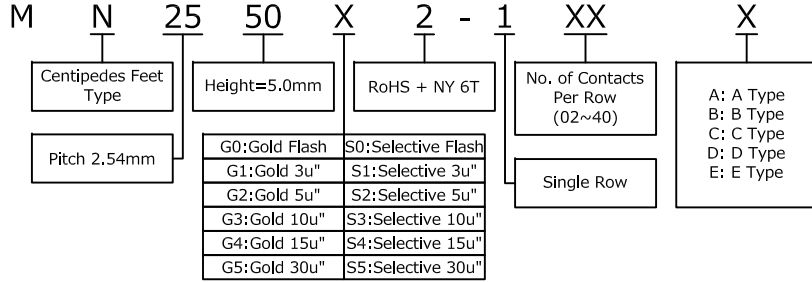 M N 25 50 X 2 - 1 XX X
Centipedes Feet
Type
Height=5.0mm
RoHS + NY 6T
No. of Contacts
Per Row
(02~40)
A: A Type
B: B Type
C: C Type
D: D Type
E: E Type
Pitch 2.54mm
G0:Gold Flash S0:Selective Flash
G1:Gold 3u" S1:Selective 3u"
G2:Gold 5u" S2:Selective 5u"
G3:Gold 10u" S3:Selective 10u"
G4:Gold 15u" S4:Selective 15u"
G5:Gold 30u" S5:Selective 30u"
Single Row